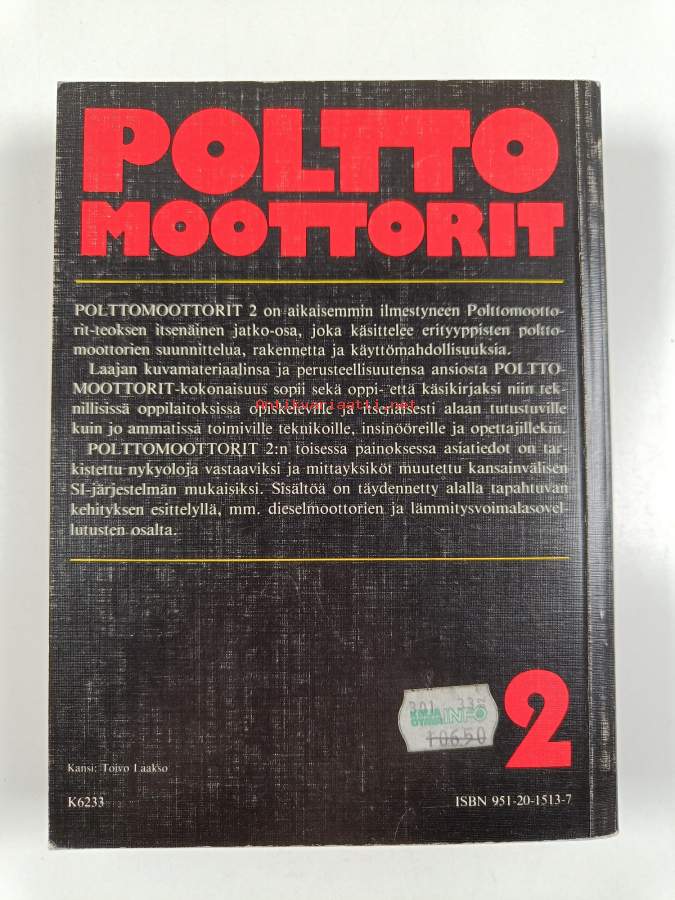 POLTTO
MOOTTORIT
POLTTOMOOTTORIT 2 on aikaisemmin ilmestyneen Polttomootto-
rit-teoksen itsenäinen jatko-osa, joka käsittelee erityyppisten poltto-
moottorien suunnittelua, rakennetta ja käyttömahdollisuuksia.
Laajan kuvamateriaalinsa ja perusteellisuutensa ansiosta POLTTO-
MOOTTORIT-kokonaisuus sopii sekä oppi- että käsikirjaksi niin tek-
Antikvariaatti.net
nillisissä oppilaitoksissa opiskeleville ja itsenäisesti alaan tutustuville
kuin jo ammatissa toimiville teknikoille, insinööreille ja opettajillekin.
POLTTOMOOTTORIT 2:n toisessa painoksessa asiatiedot on tar-
kistettu nykyoloja vastaaviksi ja mittayksiköt muutettu kansainvälisen
SI-järjestelmän mukaisiksi. Sisältöä on täydennetty alalla tapahtuvan
kehityksen esittelyllä, mm. dieselmoottorien ja lämmitysvoimalasovel-
lutusten osalta.
301 33
INFO
10650
2
Kansi: Toivo Laakso
K6233
ISBN 951-20-1513-7